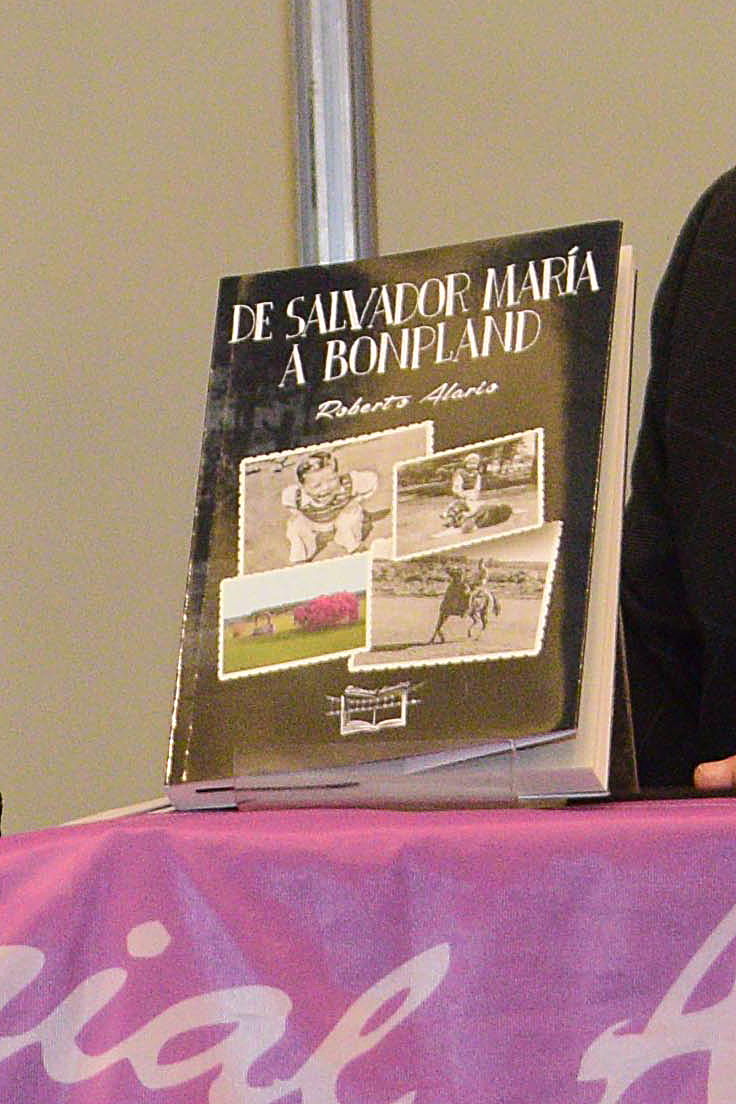 DE SALVADOR MARÍA
A BONPLAND
Roberto Alario